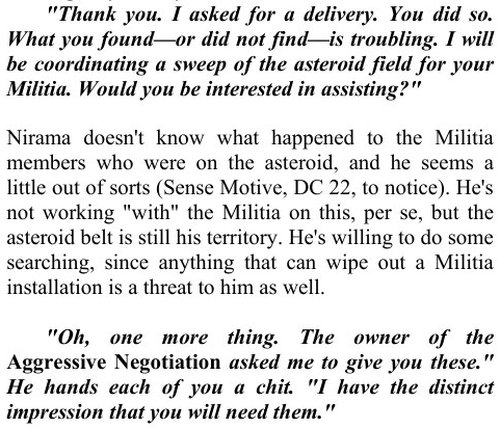 "Thank you. I asked for a delivery. You did so.
What you found—or did not find—is troubling. I will
be coordinating a sweep of the asteroid field for your
Militia. Would you be interested in assisting?"
Nirama doesn't know what happened to the Militia
members who were on the asteroid, and he seems a
little out of sorts (Sense Motive, DC 22, to notice). He's
not working "with" the Militia on this, per se, but the
asteroid belt is still his territory. He's willing to do some
searching, since anything that can wipe out a Militia
installation is a threat to him as well.
"Oh, one more thing. The owner of the
Aggressive Negotiation asked me to give you these."
He hands each of you a chit. "I have the distinct
impression that you will need them."